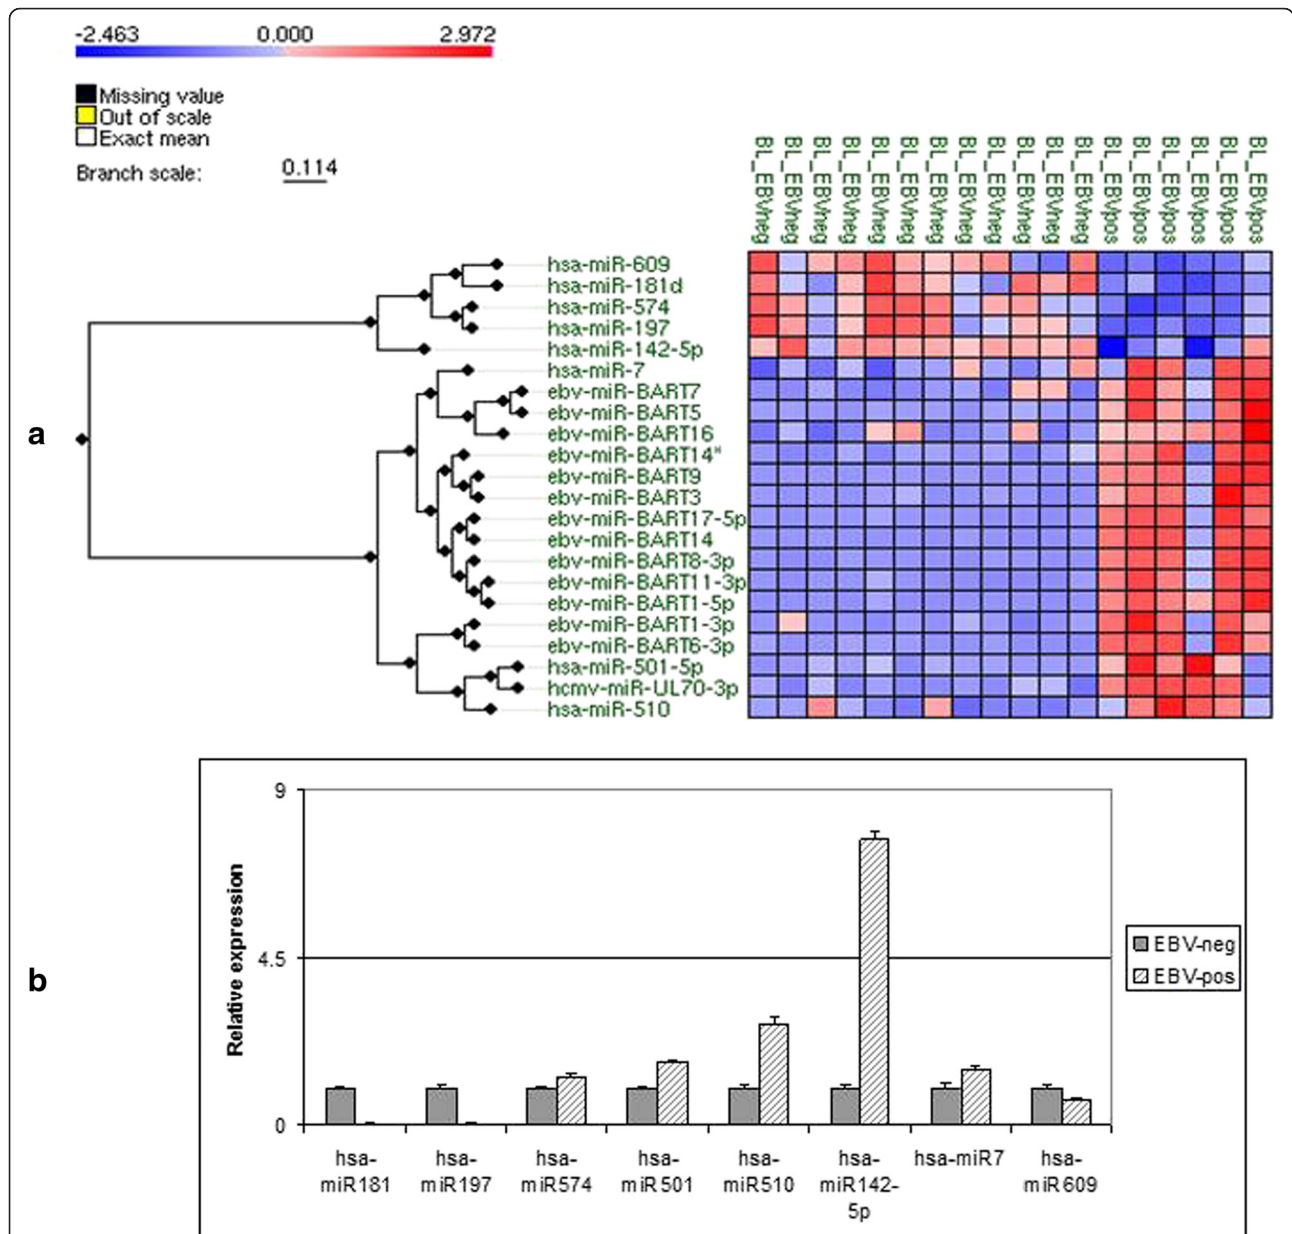 -2.463 0.000 2.972
Missing value
Out of scale
Exact mean
Branch scale: 0.114
BL_EBVneg BL_EBVneg BL_EBVneg BL_EBVneg BL_EBVneg BL_EBVneg BL_EBVneg BL_EBVneg BL_EBVneg BL_EBVneg BL_EBVneg BL_EBVneg BL_EBVpos BL_EBVpos BL_EBVpos BL_EBVpos BL_EBVpos BL_EBVpos
hsa-miR-609
hsa-miR-181d
hsa-miR-574
hsa-miR-197
hsa-miR-142-5p
hsa-miR-7
ebv-miR-BART7
ebv-miR-BART5
ebv-miR-BART16
ebv-miR-BART14*
ebv-miR-BART9
ebv-miR-BART3
ebv-miR-BART17-5p
ebv-miR-BART14
ebv-miR-BART8-3p
ebv-miR-BART11-3p
ebv-miR-BART1-5p
ebv-miR-BART1-3p
ebv-miR-BART6-3p
hsa-miR-501-5p
hcmv-miR-UL70-3p
hsa-miR-510
a
9
4.5
0
Relative expression
b
EBV-neg
EBV-pos
hsa- hsa- hsa- hsa- hsa- hsa- hsa-miR7 hsa-
miR181 miR197 miR574 miR501 miR510 miR142- miR609
5p